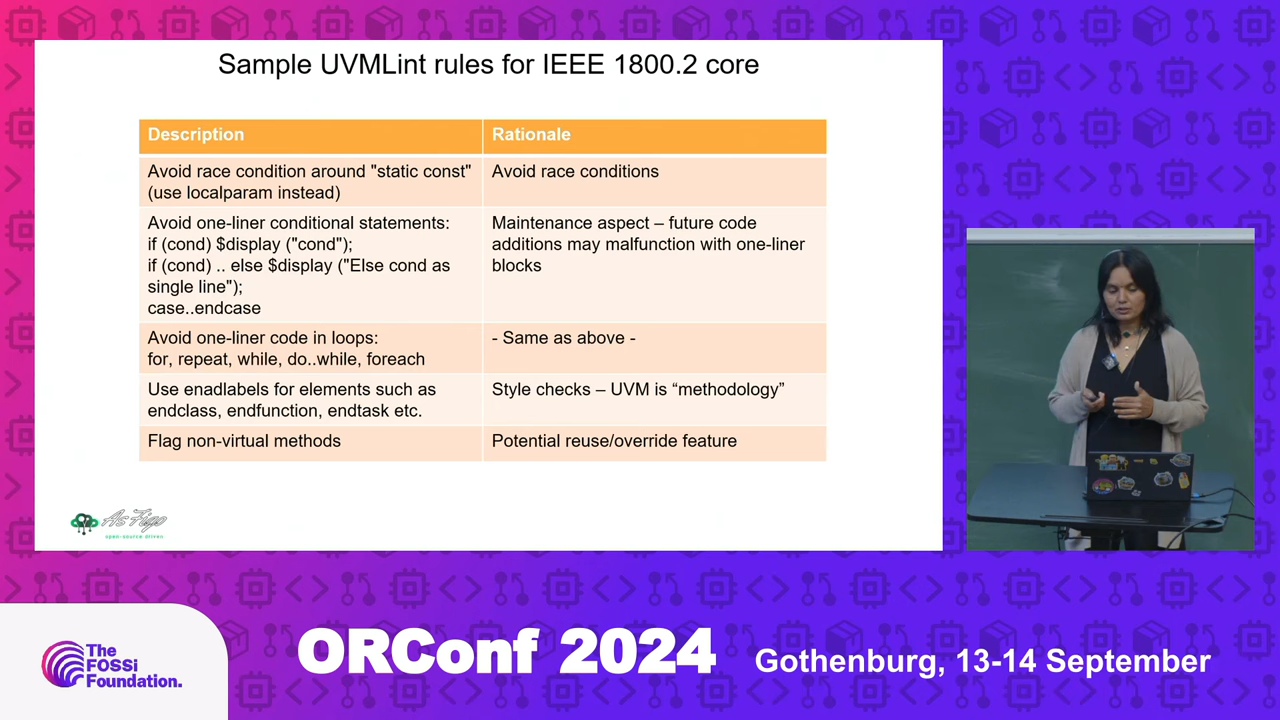 Sample UVMLint rules for IEEE 1800.2 core
Description
Rationale
Avoid race condition around "static const"
(use localparam instead)
Avoid race conditions
Avoid one-liner conditional statements:
if (cond) $display ("cond");
if (cond) .. else $display ("Else cond as
single line");
case..endcase
Maintenance aspect – future code
additions may malfunction with one-liner
blocks
Avoid one-liner code in loops:
for, repeat, while, do..while, foreach
- Same as above -
Use enadlabels for elements such as
endclass, endfunction, endtask etc.
Style checks – UVM is “methodology”
Flag non-virtual methods
Potential reuse/override feature
As Figo
open-source driven
The
FOSSi
Foundation.
ORConf 2024
Gothenburg, 13-14 September